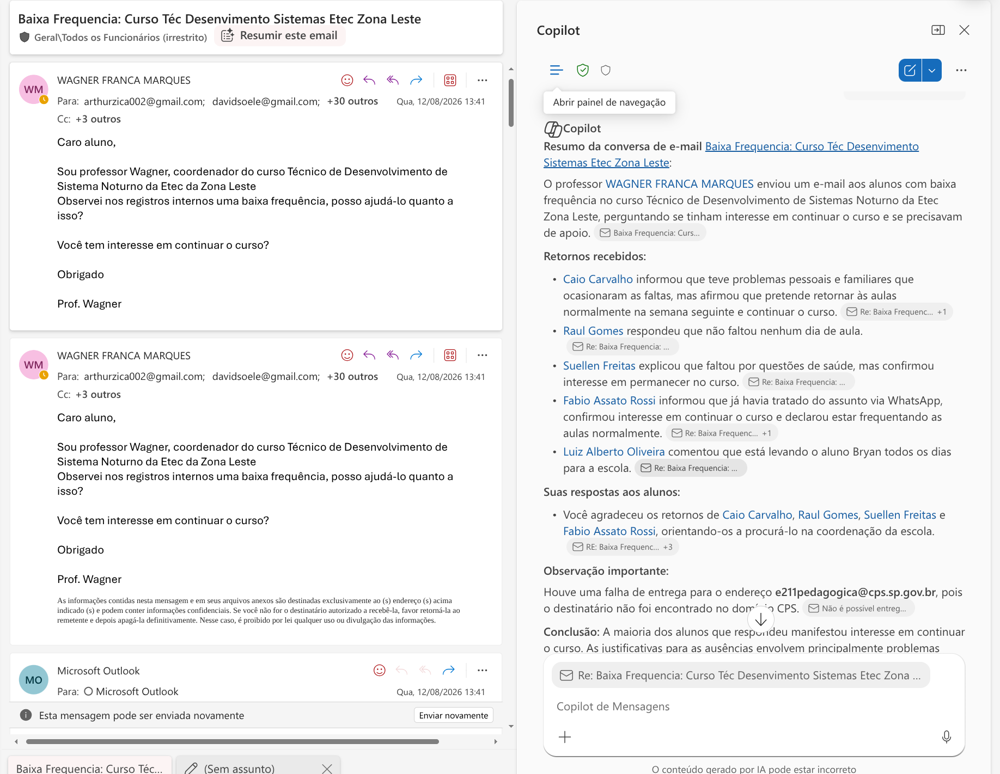 Baixa Frequencia: Curso Téc Desenvimento Sistemas Etec Zona Leste
Geral\Todos os Funcionários (irrestrito)
Resumir este email
WM
WAGNER FRANCA MARQUES
Para: arthurzica002@gmail.com; davidsoele@gmail.com; +30 outros
Qua, 12/08/2026 13:41
Cc: +3 outros
Caro aluno,
Sou professor Wagner, coordenador do curso Técnico de Desenvolvimento de
Sistema Noturno da Etec da Zona Leste
Observei nos registros internos uma baixa frequência, posso ajudá-lo quanto a
isso?
Você tem interesse em continuar o curso?
Obrigado
Prof. Wagner
WM
WAGNER FRANCA MARQUES
Para: arthurzica002@gmail.com; davidsoele@gmail.com; +30 outros
Qua, 12/08/2026 13:41
Cc: +3 outros
Caro aluno,
Sou professor Wagner, coordenador do curso Técnico de Desenvolvimento de
Sistema Noturno da Etec da Zona Leste
Observei nos registros internos uma baixa frequência, posso ajudá-lo quanto a
isso?
Você tem interesse em continuar o curso?
Obrigado
Prof. Wagner
As informações contidas nesta mensagem e em seus arquivos anexos são destinadas exclusivamente ao (s) endereço (s) acima
indicado (s) e podem conter informações confidenciais. Se você não for o destinatário autorizado a recebê-la, favor retorná-la ao
remetente e depois apagá-la definitivamente. Nesse caso, é proibido por lei qualquer uso ou divulgação das informações.
MO
Microsoft Outlook
Para: Microsoft Outlook
Qua, 12/08/2026 13:41
Esta mensagem pode ser enviada novamente
Enviar novamente
Baixa Frequencia: Curso Téc...
(Sem assunto)
Copilot
Abrir painel de navegação
Copilot
Resumo da conversa de e-mail Baixa Frequencia: Curso Téc Desenvimento
Sistemas Etec Zona Leste:
O professor WAGNER FRANCA MARQUES enviou um e-mail aos alunos com baixa
frequência no curso Técnico de Desenvolvimento de Sistemas Noturno da Etec
Zona Leste, perguntando se tinham interesse em continuar o curso e se precisavam
de apoio. Baixa Frequencia: Curs...
Retornos recebidos:
• Caio Carvalho informou que teve problemas pessoais e familiares que
ocasionaram as faltas, mas afirmou que pretende retornar às aulas
normalmente na semana seguinte e continuar o curso. Re: Baixa Frequenc... +1
• Raul Gomes respondeu que não faltou nenhum dia de aula.
Re: Baixa Frequencia: ...
• Suellen Freitas explicou que faltou por questões de saúde, mas confirmou
interesse em permanecer no curso. Re: Baixa Frequencia: ...
• Fabio Assato Rossi informou que já havia tratado do assunto via WhatsApp,
confirmou interesse em continuar o curso e declarou estar frequentando as
aulas normalmente. Re: Baixa Frequenc... +1
• Luiz Alberto Oliveira comentou que está levando o aluno Bryan todos os dias
para a escola. Re: Baixa Frequencia: ...
Suas respostas aos alunos:
• Você agradeceu os retornos de Caio Carvalho, Raul Gomes, Suellen Freitas e
Fabio Assato Rossi, orientando-os a procurá-lo na coordenação da escola.
RE: Baixa Frequenc... +3
Observação importante:
Houve uma falha de entrega para o endereço e211pedagogica@cps.sp.gov.br, pois
o destinatário não foi encontrado no domínio CPS. Não é possível entreg...
Conclusão: A maioria dos alunos que respondeu manifestou interesse em continuar
o curso. As justificativas para as ausências envolvem principalmente problemas
Re: Baixa Frequencia: Curso Téc Desenvimento Sistemas Etec Zona ...
Copilot de Mensagens
O conteúdo gerado por IA pode estar incorreto